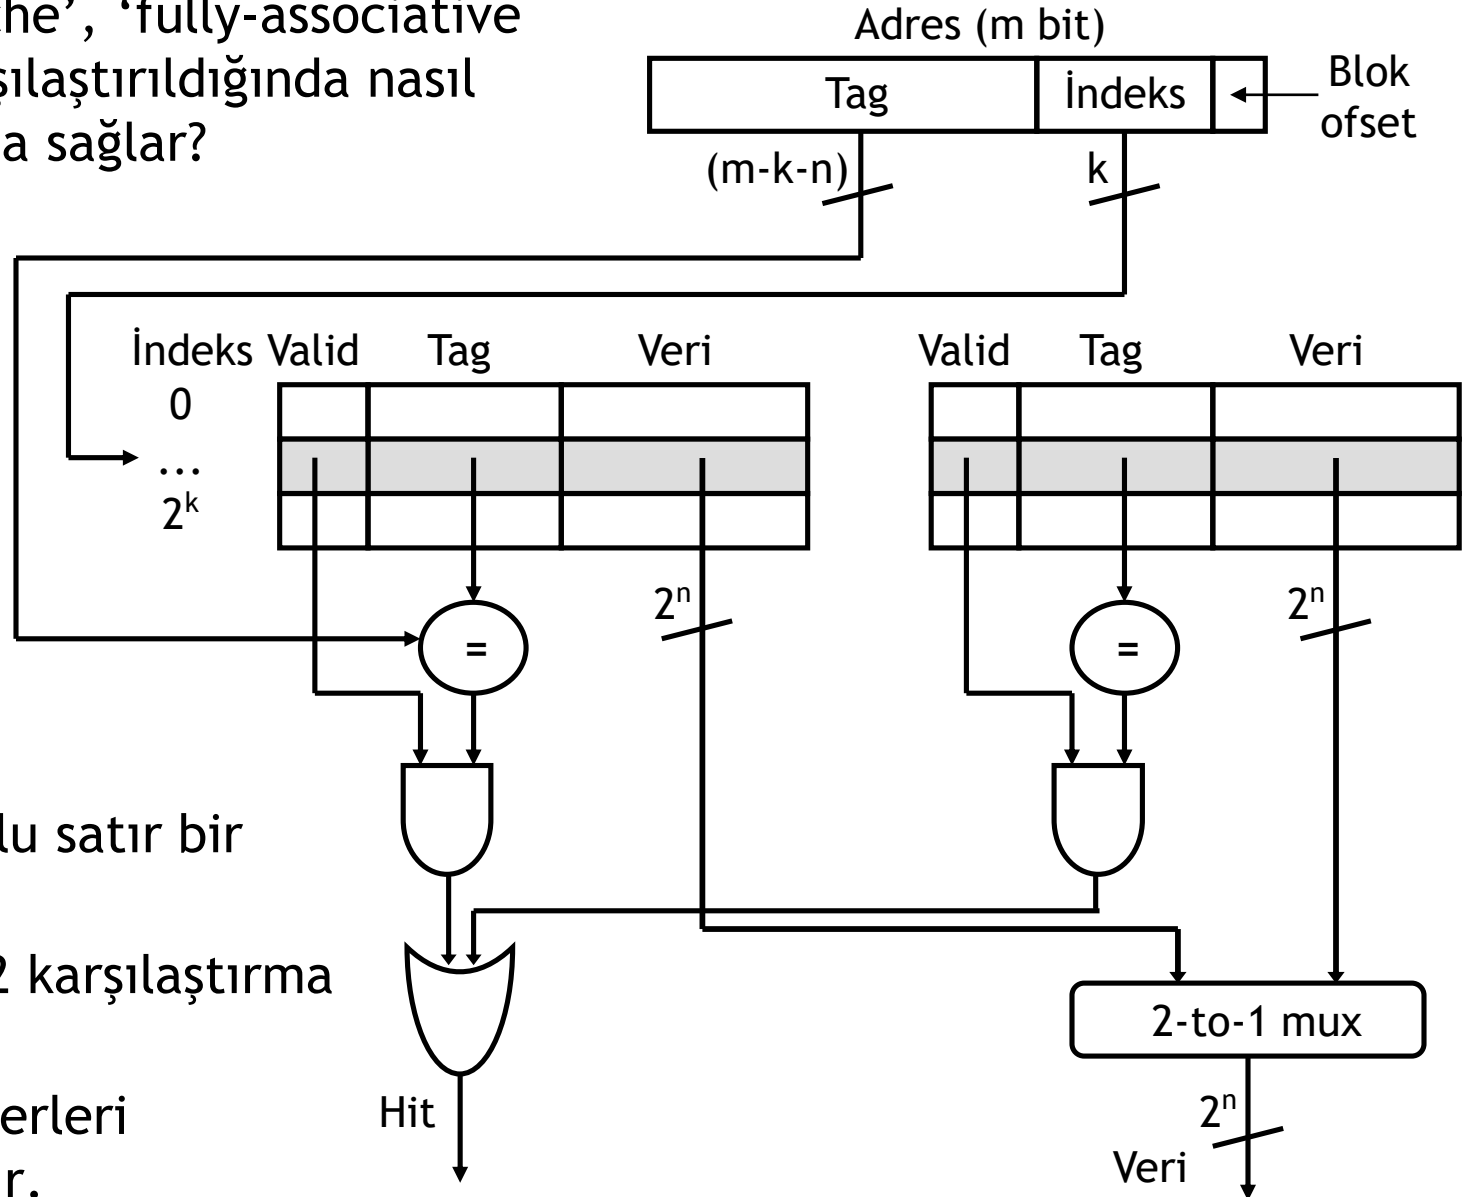 che’, ‘fully-associative
şılaştırıldığında nasıl
a sağlar?
Adres (m bit)
Tag İndeks Blok ofset
(m-k-n) k
İndeks Valid Tag Veri Valid Tag Veri
0
...
2ᵏ
2ⁿ 2ⁿ
= =
lu satır bir
2 karşılaştırma
2-to-1 mux
erleri
r.
Hit
2ⁿ
Veri